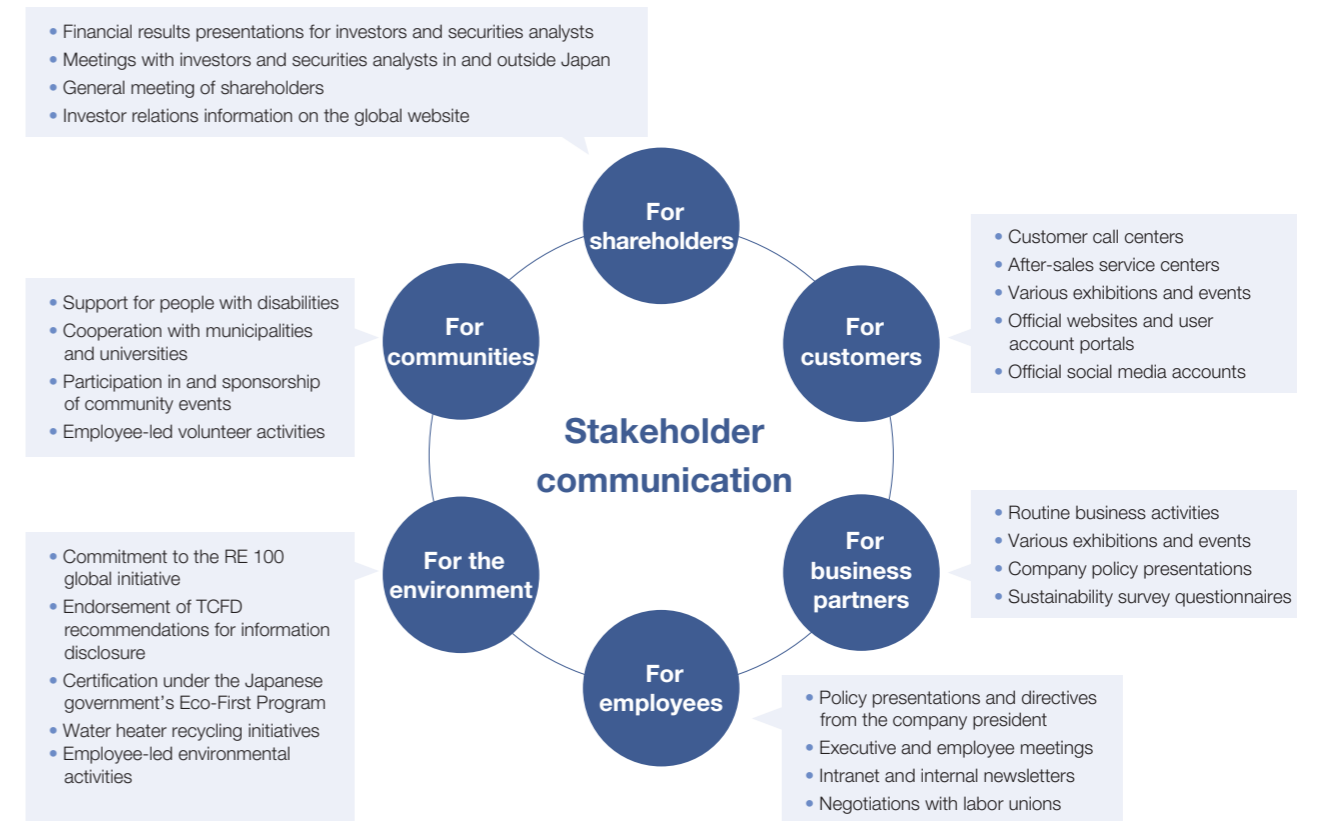 • Financial results presentations for investors and securities analysts
• Meetings with investors and securities analysts in and outside Japan
• General meeting of shareholders
• Investor relations information on the global website
For
shareholders
• Customer call centers
• After-sales service centers
• Various exhibitions and events
• Official websites and user
account portals
• Official social media accounts
For
customers
• Support for people with disabilities
• Cooperation with municipalities
and universities
• Participation in and sponsorship
of community events
• Employee-led volunteer activities
For
communities
Stakeholder
communication
• Routine business activities
• Various exhibitions and events
• Company policy presentations
• Sustainability survey questionnaires
For
business
partners
• Commitment to the RE 100
global initiative
• Endorsement of TCFD
recommendations for information
disclosure
• Certification under the Japanese
government’s Eco-First Program
• Water heater recycling initiatives
• Employee-led environmental
activities
For the
environment
For
employees
• Policy presentations and directives
from the company president
• Executive and employee meetings
• Intranet and internal newsletters
• Negotiations with labor unions